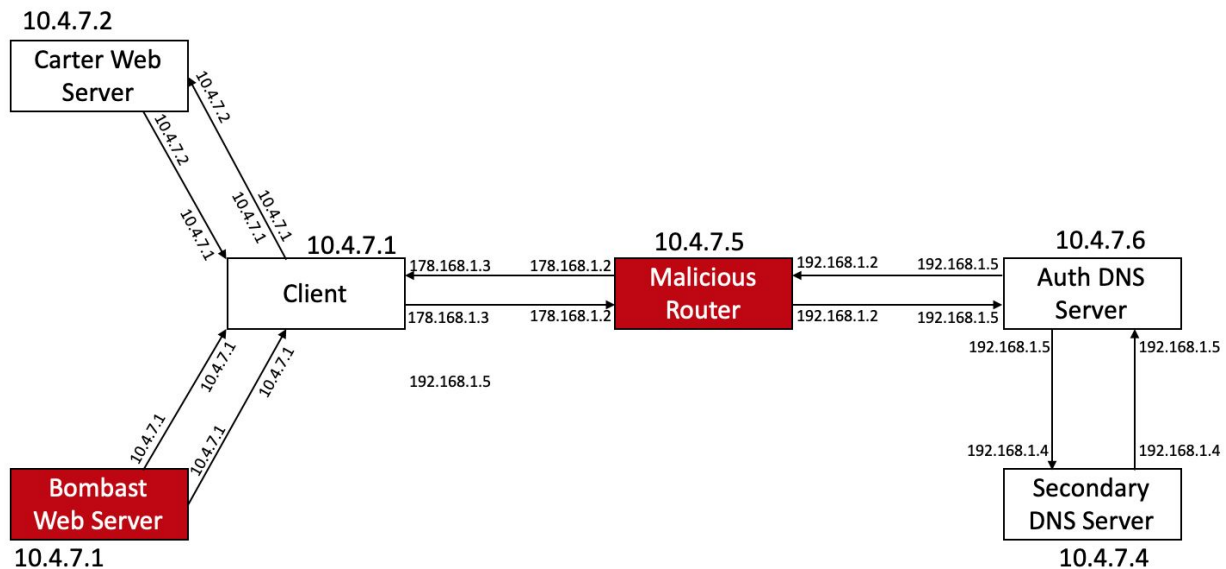 10.4.7.2
Carter Web
Server
10.4.7.2
10.4.7.2
10.4.7.1
10.4.7.1
10.4.7.1
10.4.7.1
Client
178.168.1.3
178.168.1.2
178.168.1.3
178.168.1.2
10.4.7.5
Malicious
Router
192.168.1.2
192.168.1.5
192.168.1.2
192.168.1.5
10.4.7.6
Auth DNS
Server
10.4.7.1
10.4.7.1
10.4.7.1
10.4.7.1
192.168.1.5
192.168.1.5
192.168.1.5
192.168.1.4
192.168.1.4
Bombast
Web Server
10.4.7.1
Secondary
DNS Server
10.4.7.4